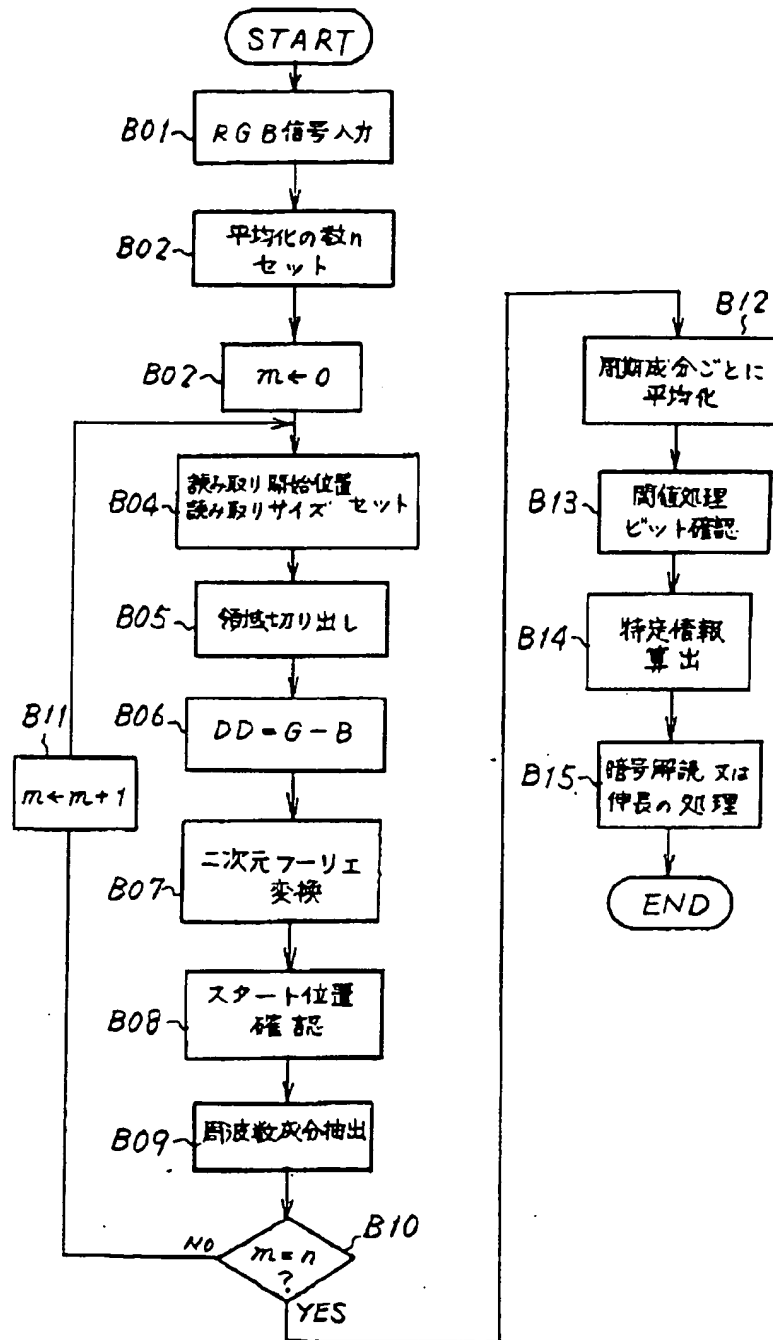 START
B01
RGB信号入力
B02
平均化の数n
セット
B02
m←0
B04
読み取り開始位置
読み取りサイズ セット
B05
領域切り出し
B06
DD=G-B
B11
m←m+1
B07
二次元フーリエ
変換
B08
スタート位置
確認
B09
周波数成分抽出
B10
m=n
?
NO
YES
B12
周期成分ごとに
平均化
B13
閾値処理
ビット確認
B14
特定情報
算出
B15
暗号解読又は
伸長の処理
END